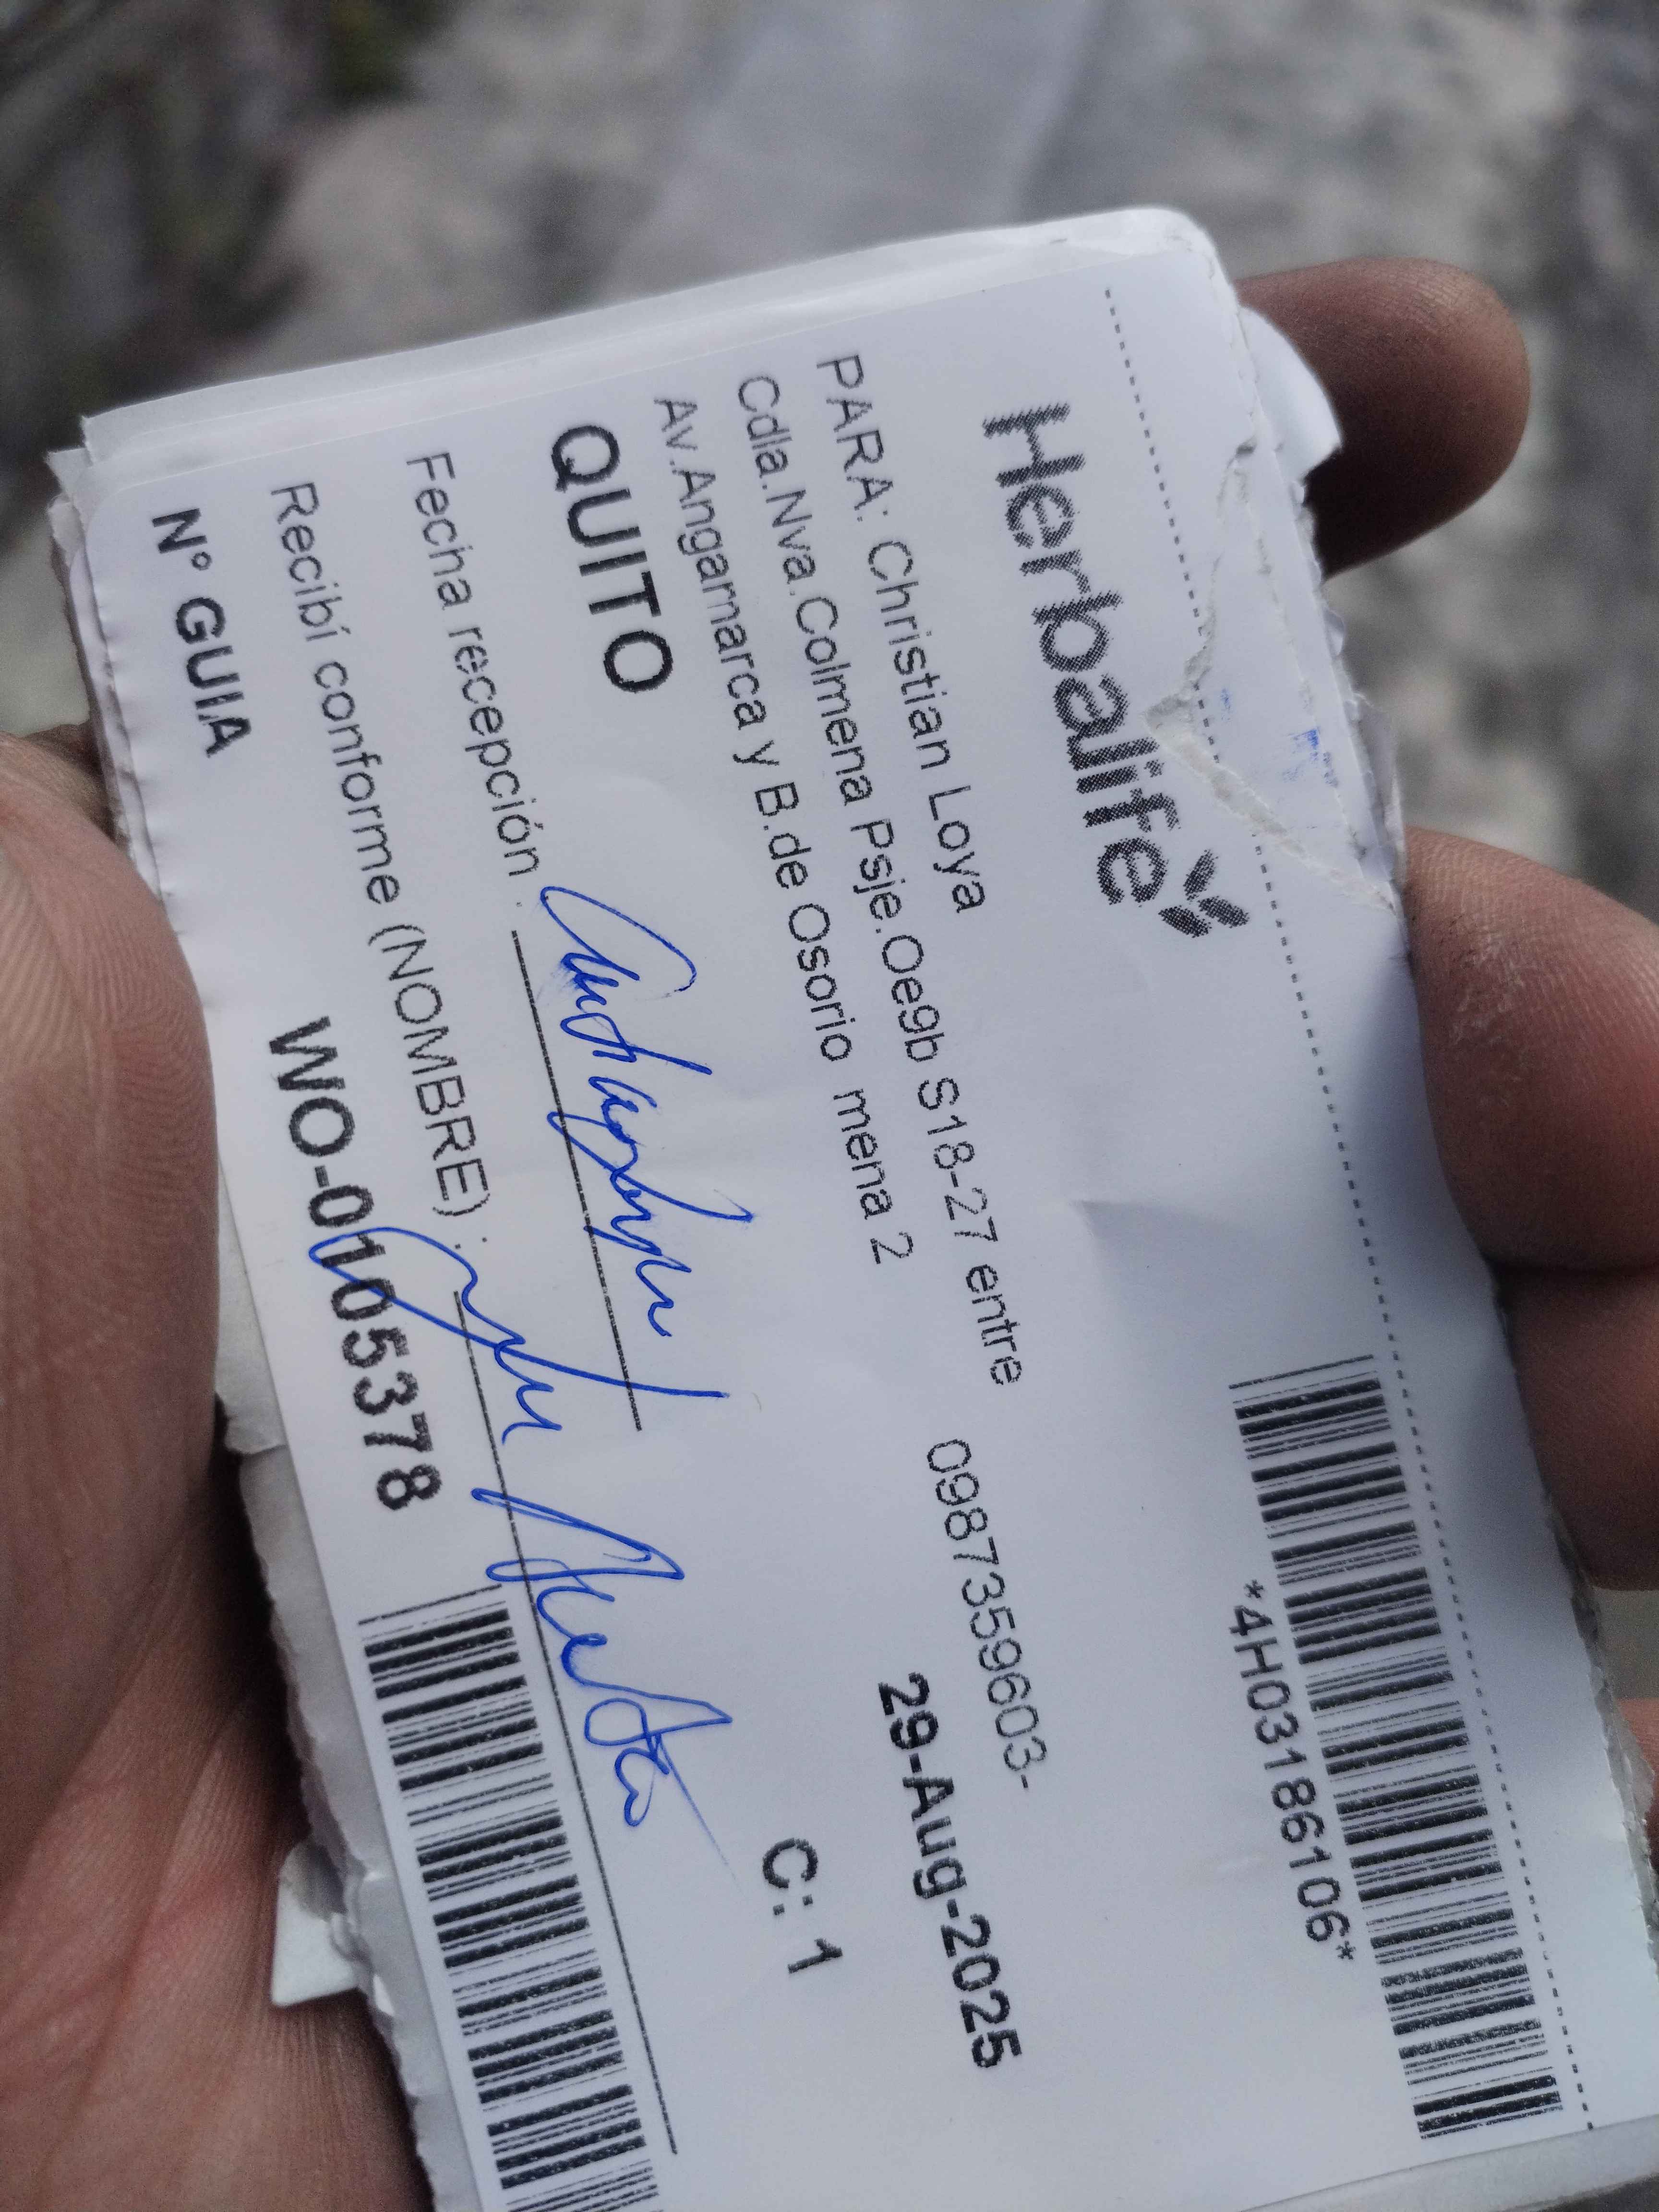 Herbalife
*4H03186106*
PARA: Christian Loya
Cdla.Nva.Colmena Psje.Oe9b S18-27 entre 0987359603-
Av.Angamarca y B.de Osorio mena 2
29-Aug-2025
QUITO
C: 1
Fecha recepción :
Recibí conforme (NOMBRE) :
N° GUIA WO-0105378